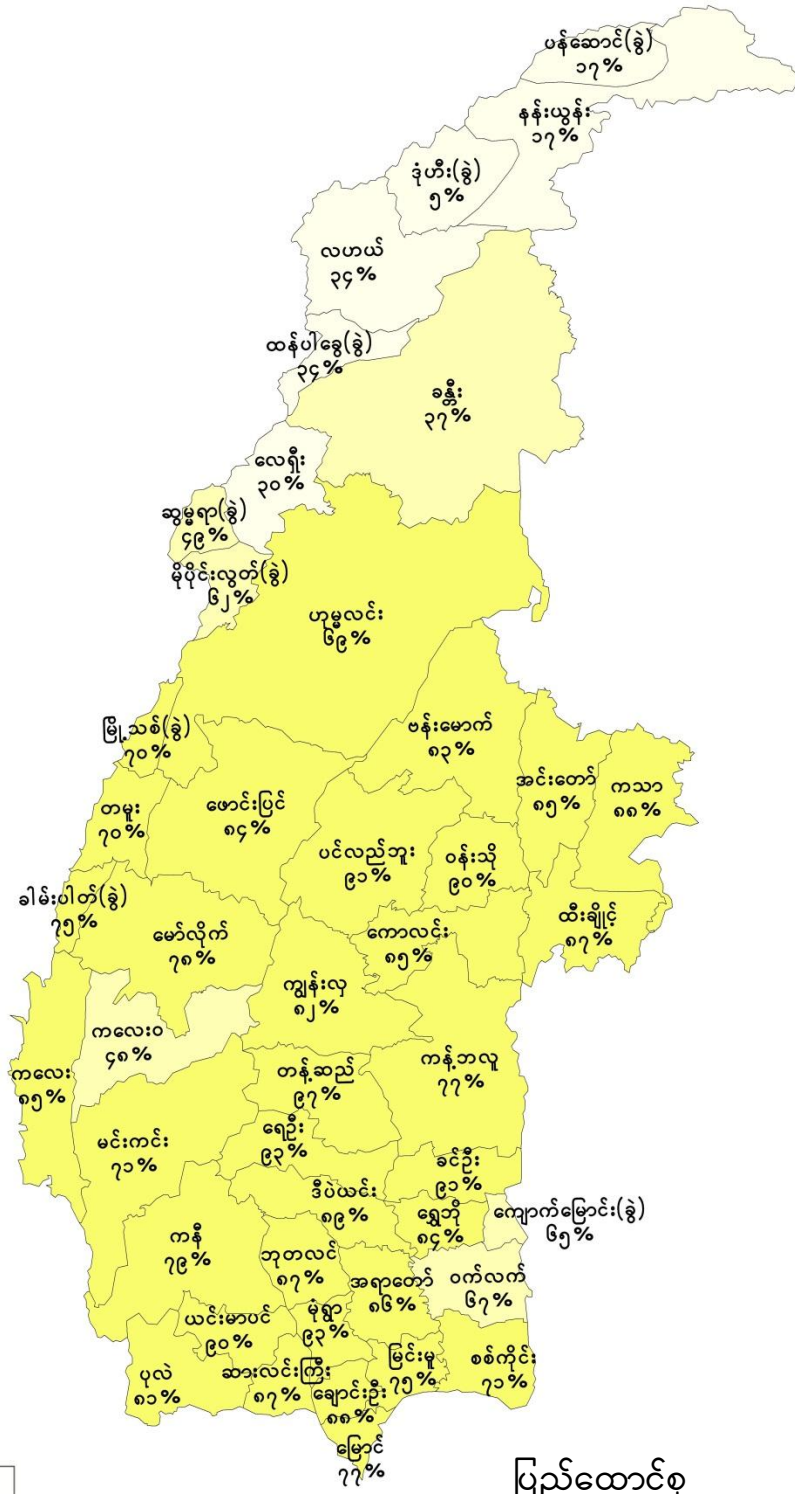 ပန်ဆောင်(ခွဲ)
၁၇%
နန်းယွန်း
၁၇%
ဒုံဟီး(ခွဲ)
၅%
လဟယ်
၃၄%
ထန်ပါခွေ(ခွဲ)
၃၄%
ခန္တီး
၃၇%
လေရှီး
၃၀%
ဆွမ္မရာ(ခွဲ)
၄၉%
မိုပိုင်းလွတ်(ခွဲ)
၆၂%
ဟုမ္မလင်း
၆၉%
မြို့သစ်(ခွဲ)
၇၀%
ဗန်းမောက်
၈၃%
အင်းတော်
၈၅%
ကသာ
၈၈%
တမူး
၇၀%
ဖောင်းပြင်
၈၄%
ပင်လည်ဘူး
၉၁%
ဝန်းသို
၉၀%
ခါမ်းပါတ်(ခွဲ)
၇၅%
မော်လိုက်
၇၈%
ကောလင်း
၈၅%
ထီးချိုင့်
၈၇%
ကျွန်းလှ
၈၂%
ကလေးဝ
၄၈%
ကလေး
၈၅%
တန့်ဆည်
၉၇%
ကန့်ဘလူ
၇၇%
မင်းကင်း
၇၁%
ရေဦး
၉၃%
ခင်ဦး
၉၁%
ဒီပဲယင်း
၈၉%
ရွှေဘို
၈၄%
ကျောက်မြောင်း(ခွဲ)
၆၅%
ကနီ
၇၉%
ဘုတလင်
၈၇%
အရာတော်
၈၆%
ဝက်လက်
၆၇%
ယင်းမာပင်
၉၀%
မုံရွာ
၉၃%
ပုလဲ
၈၁%
ဆားလင်းကြီး
၈၇%
ချောင်းဦး
၈၈%
မြင်းမူ
၇၅%
စစ်ကိုင်း
၇၁%
မြောင်
၇၇%
ပြည်ထောင်စု